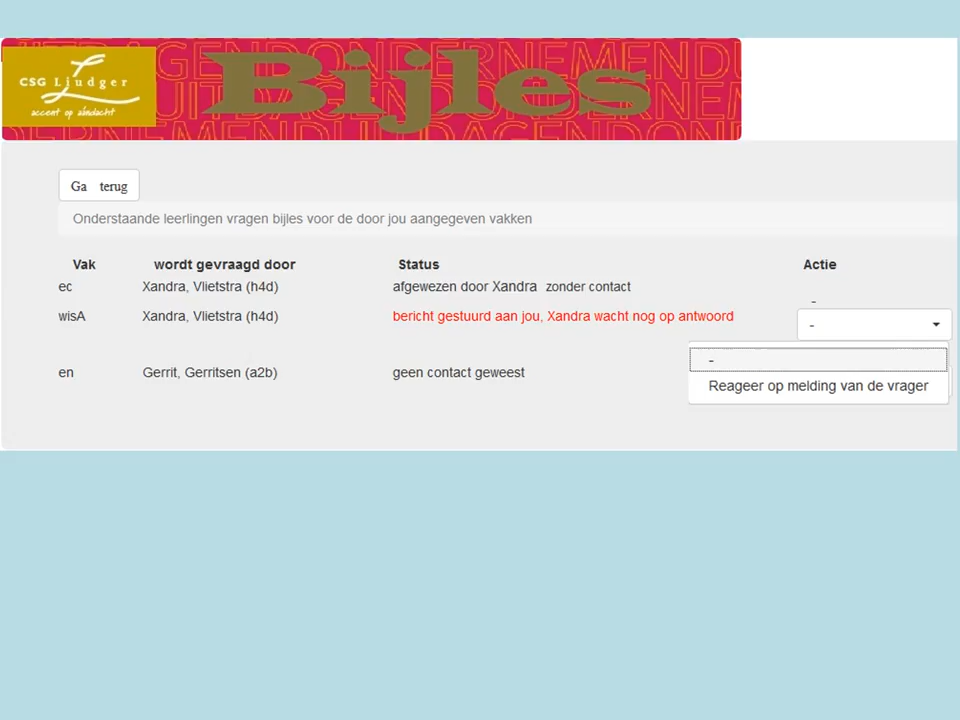 CSG Liudger
accent op aandacht
Bijles
Ga terug
Onderstaande leerlingen vragen bijles voor de door jou aangegeven vakken
Vak wordt gevraagd door Status Actie
ec Xandra, Vlietstra (h4d) afgewezen door Xandra zonder contact -
wisA Xandra, Vlietstra (h4d) bericht gestuurd aan jou, Xandra wacht nog op antwoord -
-
en Gerrit, Gerritsen (a2b) geen contact geweest
Reageer op melding van de vrager